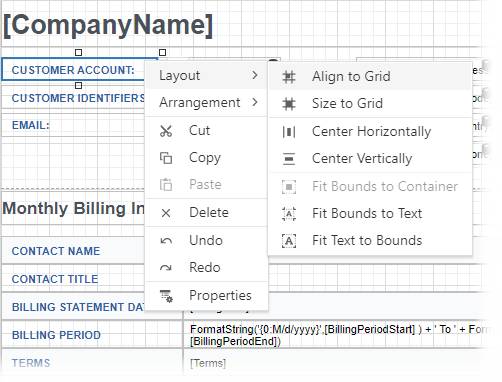 [CompanyName]
CUSTOMER ACCOUNT:
CUSTOMER IDENTIFIERS
EMAIL:
Layout
Arrangement
Cut
Copy
Paste
Delete
Undo
Redo
Properties
Align to Grid
Size to Grid
Center Horizontally
Center Vertically
Fit Bounds to Container
Fit Bounds to Text
Fit Text to Bounds
Monthly Billing In
CONTACT NAME
CONTACT TITLE
BILLING STATEMENT DAT
BILLING PERIOD
FormatString('{0:M/d/yyyy}',[BillingPeriodStart] ) + ' To ' + Form
[BillingPeriodEnd])
TERMS
[Terms]